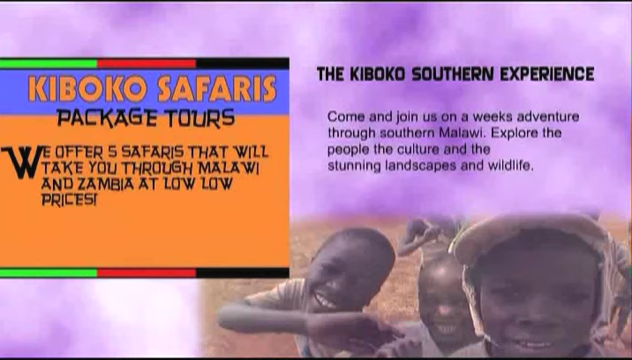 KIBOKO SAFARIS
PACKAGE TOURS
WE OFFER 5 SAFARIS THAT WILL
TAKE YOU THROUGH MALAWI
AND ZAMBIA AT LOW LOW
PRICES!
THE KIBOKO SOUTHERN EXPERIENCE
Come and join us on a weeks adventure
through southern Malawi. Explore the
people the culture and the
stunning landscapes and wildlife.